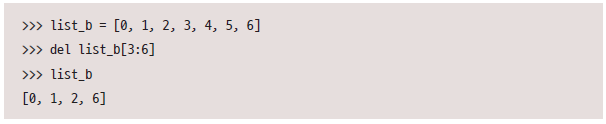 >>> list_b = [0, 1, 2, 3, 4, 5, 6]
>>> del list_b[3:6]
>>> list_b
[0, 1, 2, 6]